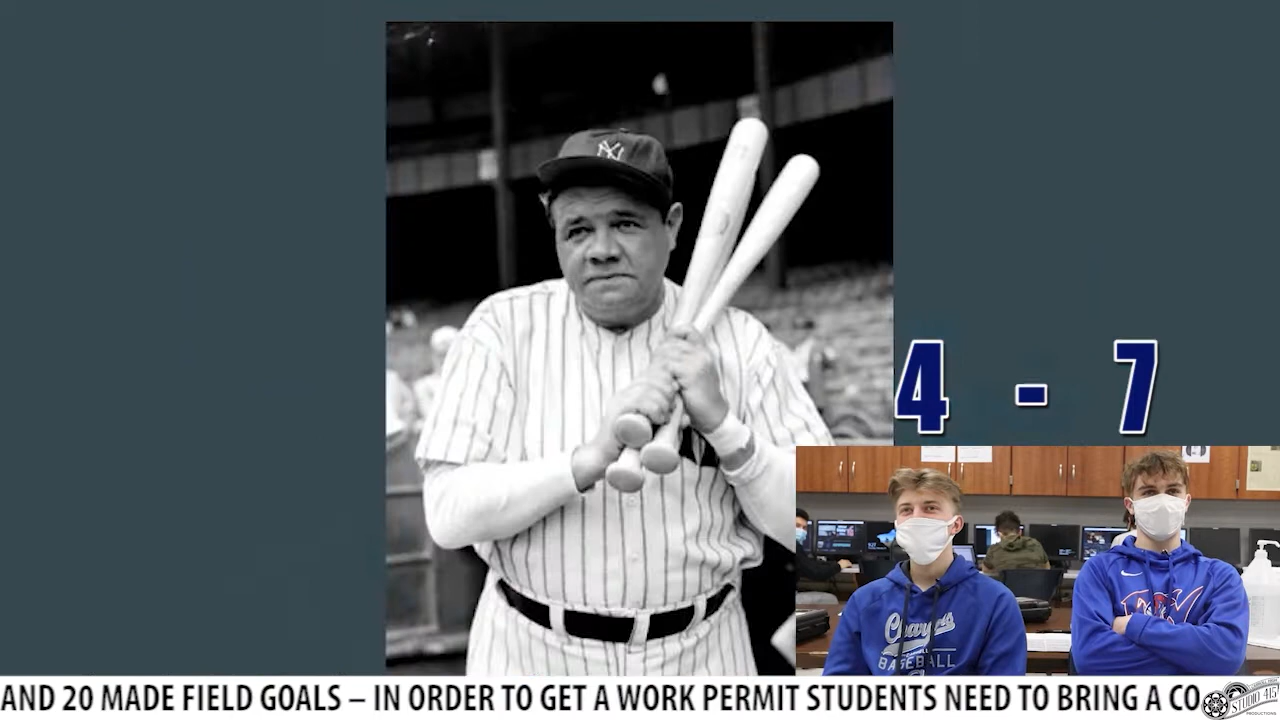 NY
4 - 7
Chargers
BASEBALL
AND 20 MADE FIELD GOALS – IN ORDER TO GET A WORK PERMIT STUDENTS NEED TO BRING A CO
STUDIO 415
PRODUCTIONS